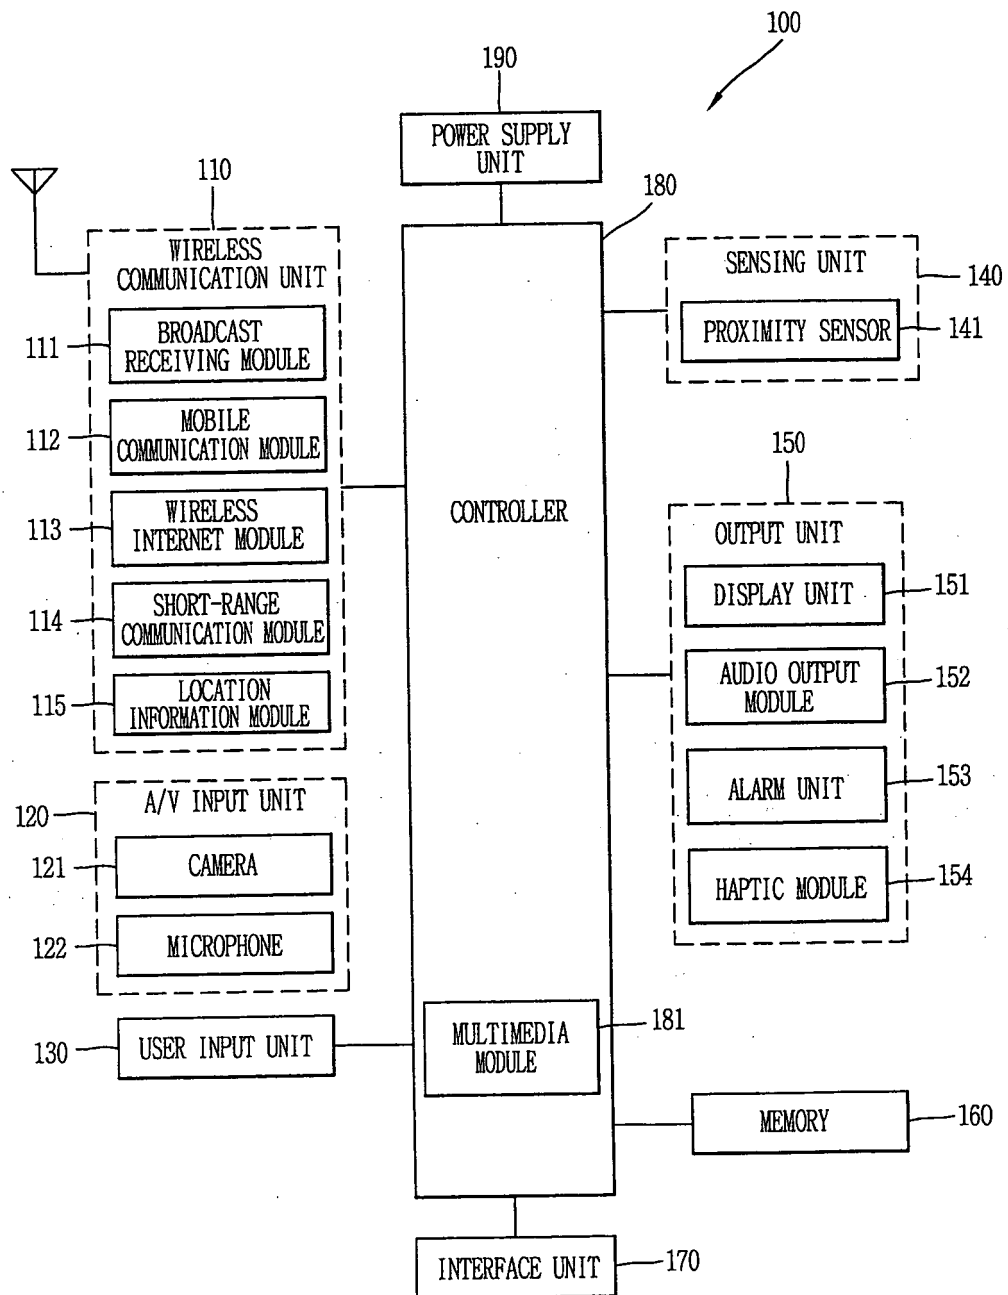 100
190
POWER SUPPLY
UNIT
110
180
WIRELESS
COMMUNICATION UNIT
111
BROADCAST
RECEIVING MODULE
112
MOBILE
COMMUNICATION MODULE
113
WIRELESS
INTERNET MODULE
114
SHORT-RANGE
COMMUNICATION MODULE
115
LOCATION
INFORMATION MODULE
120
A/V INPUT UNIT
121
CAMERA
122
MICROPHONE
130
USER INPUT UNIT
CONTROLLER
181
MULTIMEDIA
MODULE
SENSING UNIT
140
PROXIMITY SENSOR
141
150
OUTPUT UNIT
DISPLAY UNIT
151
AUDIO OUTPUT
MODULE
152
ALARM UNIT
153
HAPTIC MODULE
154
MEMORY
160
INTERFACE UNIT
170